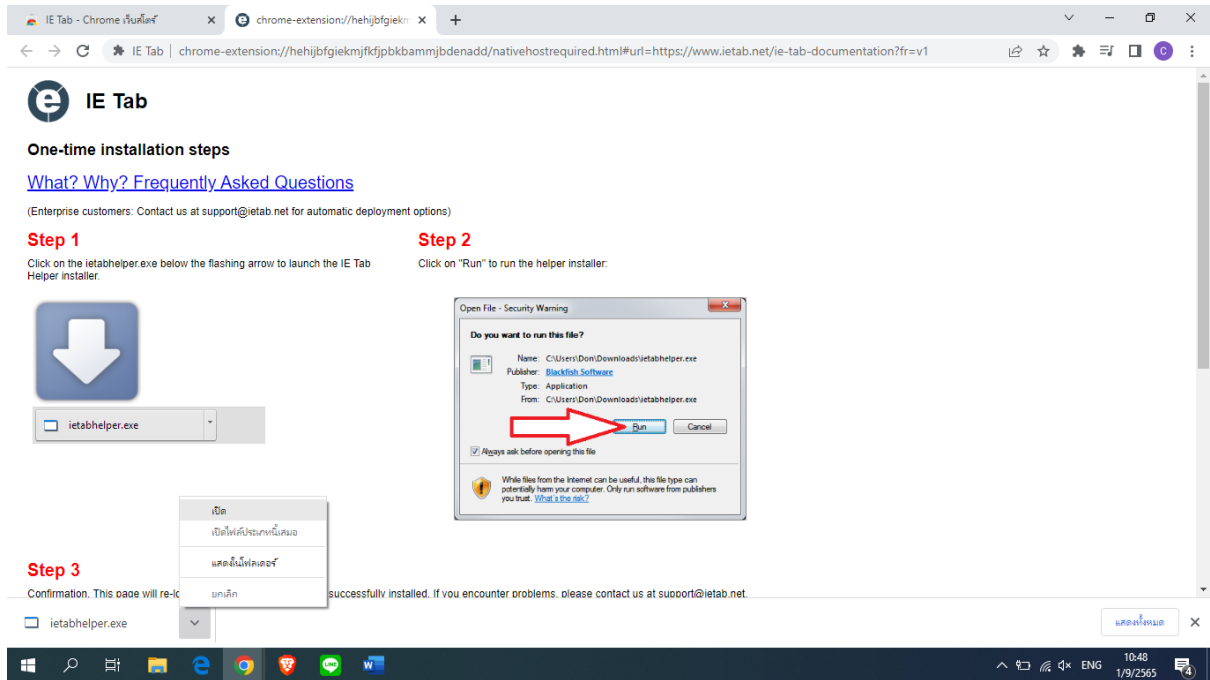 IE Tab - Chrome เว็บสโตร์
chrome-extension://hehijbfgiekm
IE Tab
chrome-extension://hehijbfgiekmjfkfjpbkbammjbdenadd/nativehostrequired.html#url=https://www.ietab.net/ie-tab-documentation?fr=v1
C
e
IE Tab
One-time installation steps
What? Why? Frequently Asked Questions
(Enterprise customers: Contact us at support@ietab.net for automatic deployment options)
Step 1
Click on the ietabhelper.exe below the flashing arrow to launch the IE Tab
Helper installer.
ietabhelper.exe
Step 2
Click on "Run" to run the helper installer:
Open File - Security Warning
Do you want to run this file?
Name: C:\Users\Don\Downloads\ietabhelper.exe
Publisher: Blackfish Software
Type: Application
From: C:\Users\Don\Downloads\ietabhelper.exe
Run
Cancel
Always ask before opening this file
While files from the Internet can be useful, this file type can
potentially harm your computer. Only run software from publishers
you trust. What's the risk?
เปิด
เปิดไฟล์ประเภทนี้เสมอ
แสดงในโฟลเดอร์
ยกเลิก
Step 3
Confirmation. This page will re-lo
successfully installed. If you encounter problems, please contact us at support@ietab.net.
ietabhelper.exe
แสดงทั้งหมด
LINE
W
ENG
10:48
1/9/2565
4